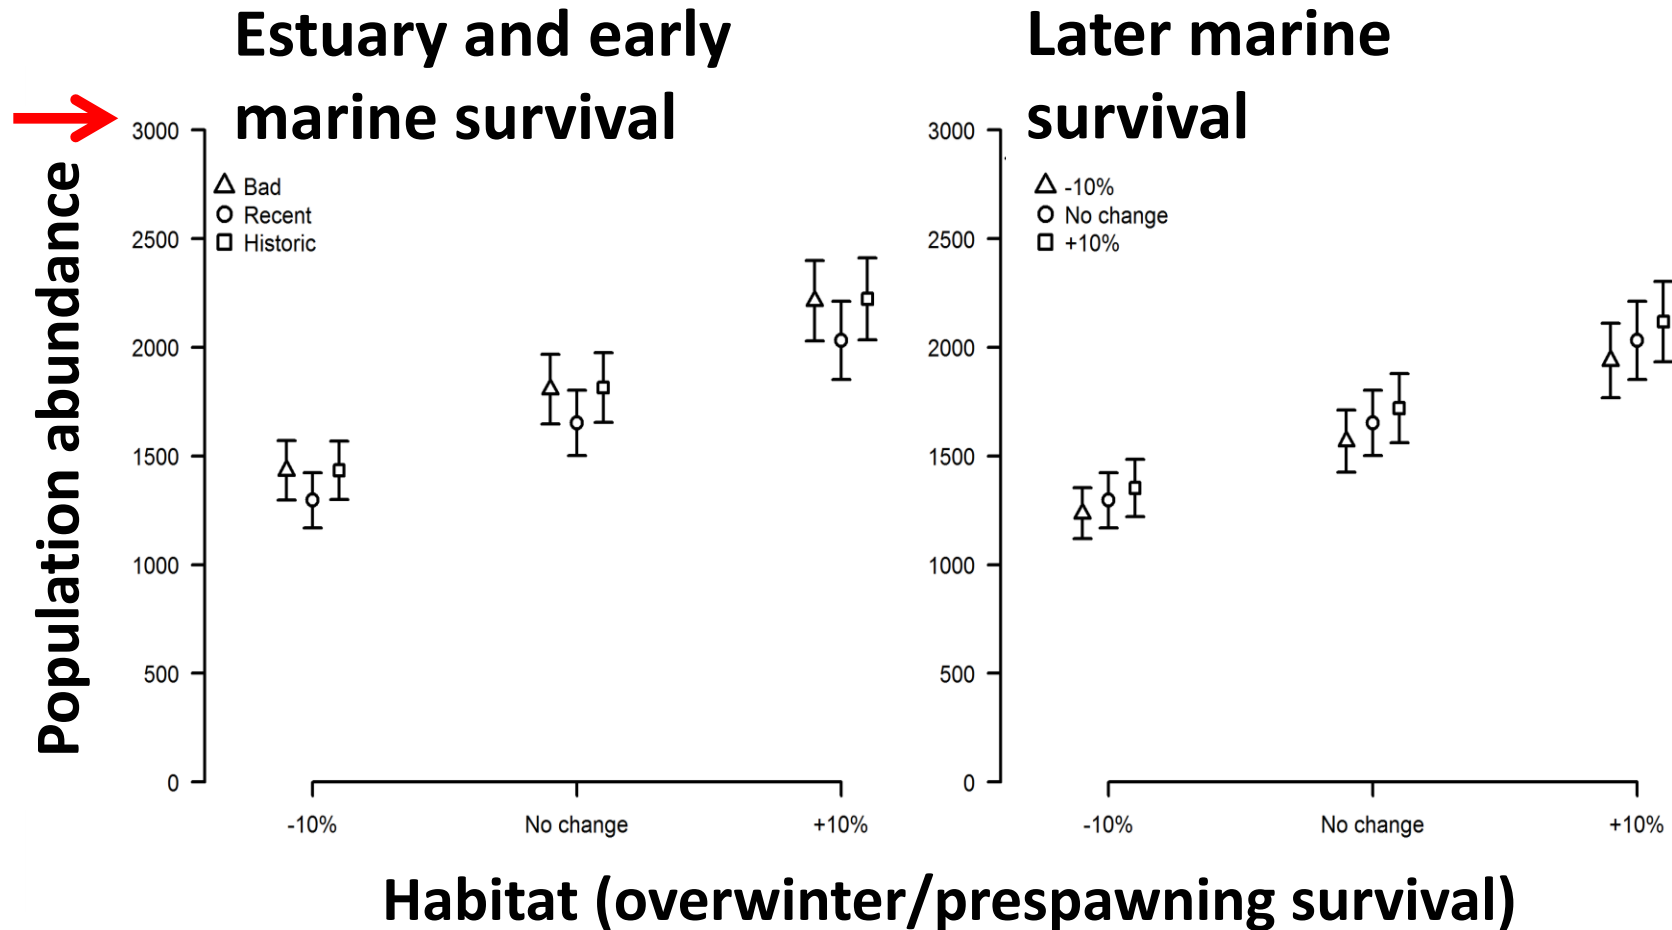 Estuary and early
marine survival
Later marine
survival
Population abundance
3000
2500
2000
1500
1000
500
0
Bad
Recent
Historic
-10%
No change
+10%
3000
2500
2000
1500
1000
500
0
-10%
No change
+10%
-10%
No change
+10%
Habitat (overwinter/prespawning survival)